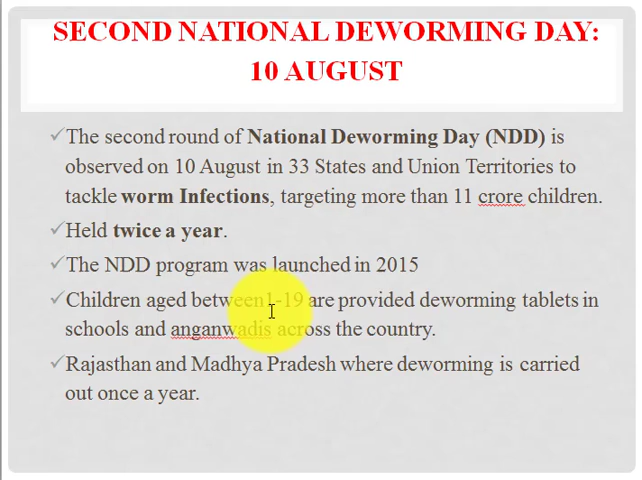 SECOND NATIONAL DEWORMING DAY:
10 AUGUST
✓The second round of National Deworming Day (NDD) is
observed on 10 August in 33 States and Union Territories to
tackle worm Infections, targeting more than 11 crore children.
✓Held twice a year.
✓The NDD program was launched in 2015
✓Children aged between1-19 are provided deworming tablets in
schools and anganwadis across the country.
✓Rajasthan and Madhya Pradesh where deworming is carried
out once a year.